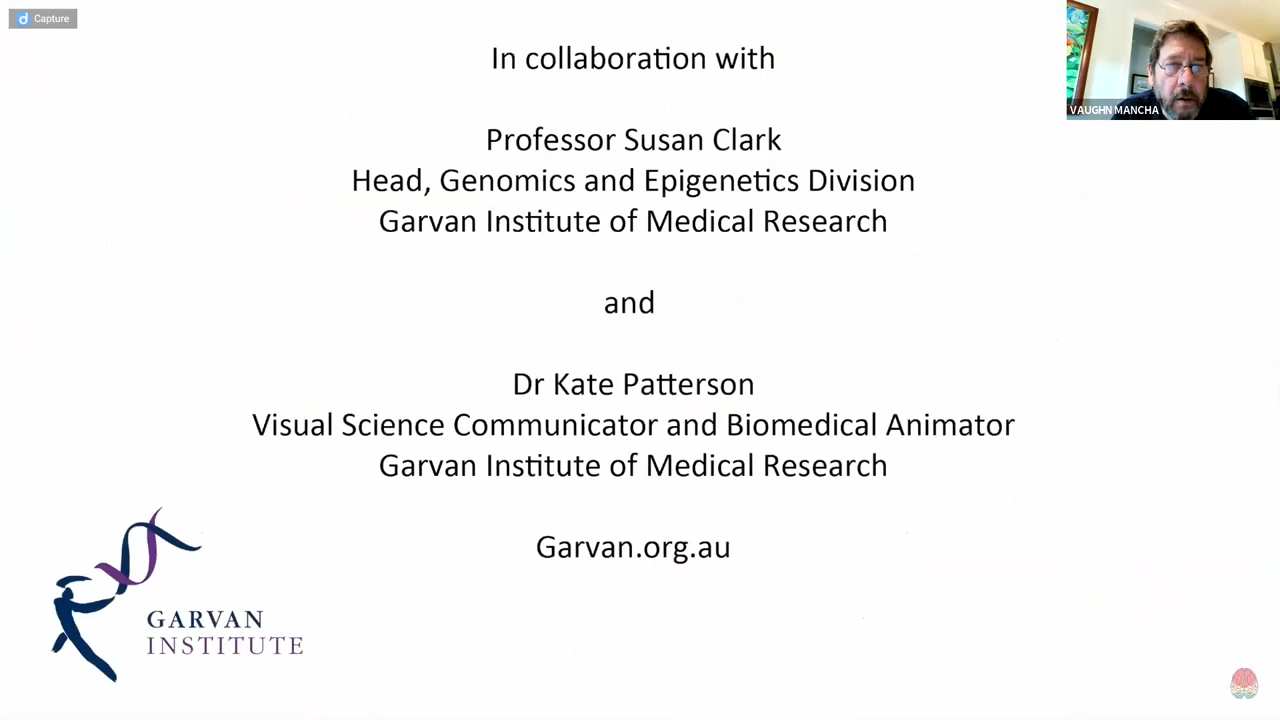 Capture
In collaboration with
VAUGHN MANCHA
Professor Susan Clark
Head, Genomics and Epigenetics Division
Garvan Institute of Medical Research
and
Dr Kate Patterson
Visual Science Communicator and Biomedical Animator
Garvan Institute of Medical Research
Garvan.org.au
GARVAN
INSTITUTE